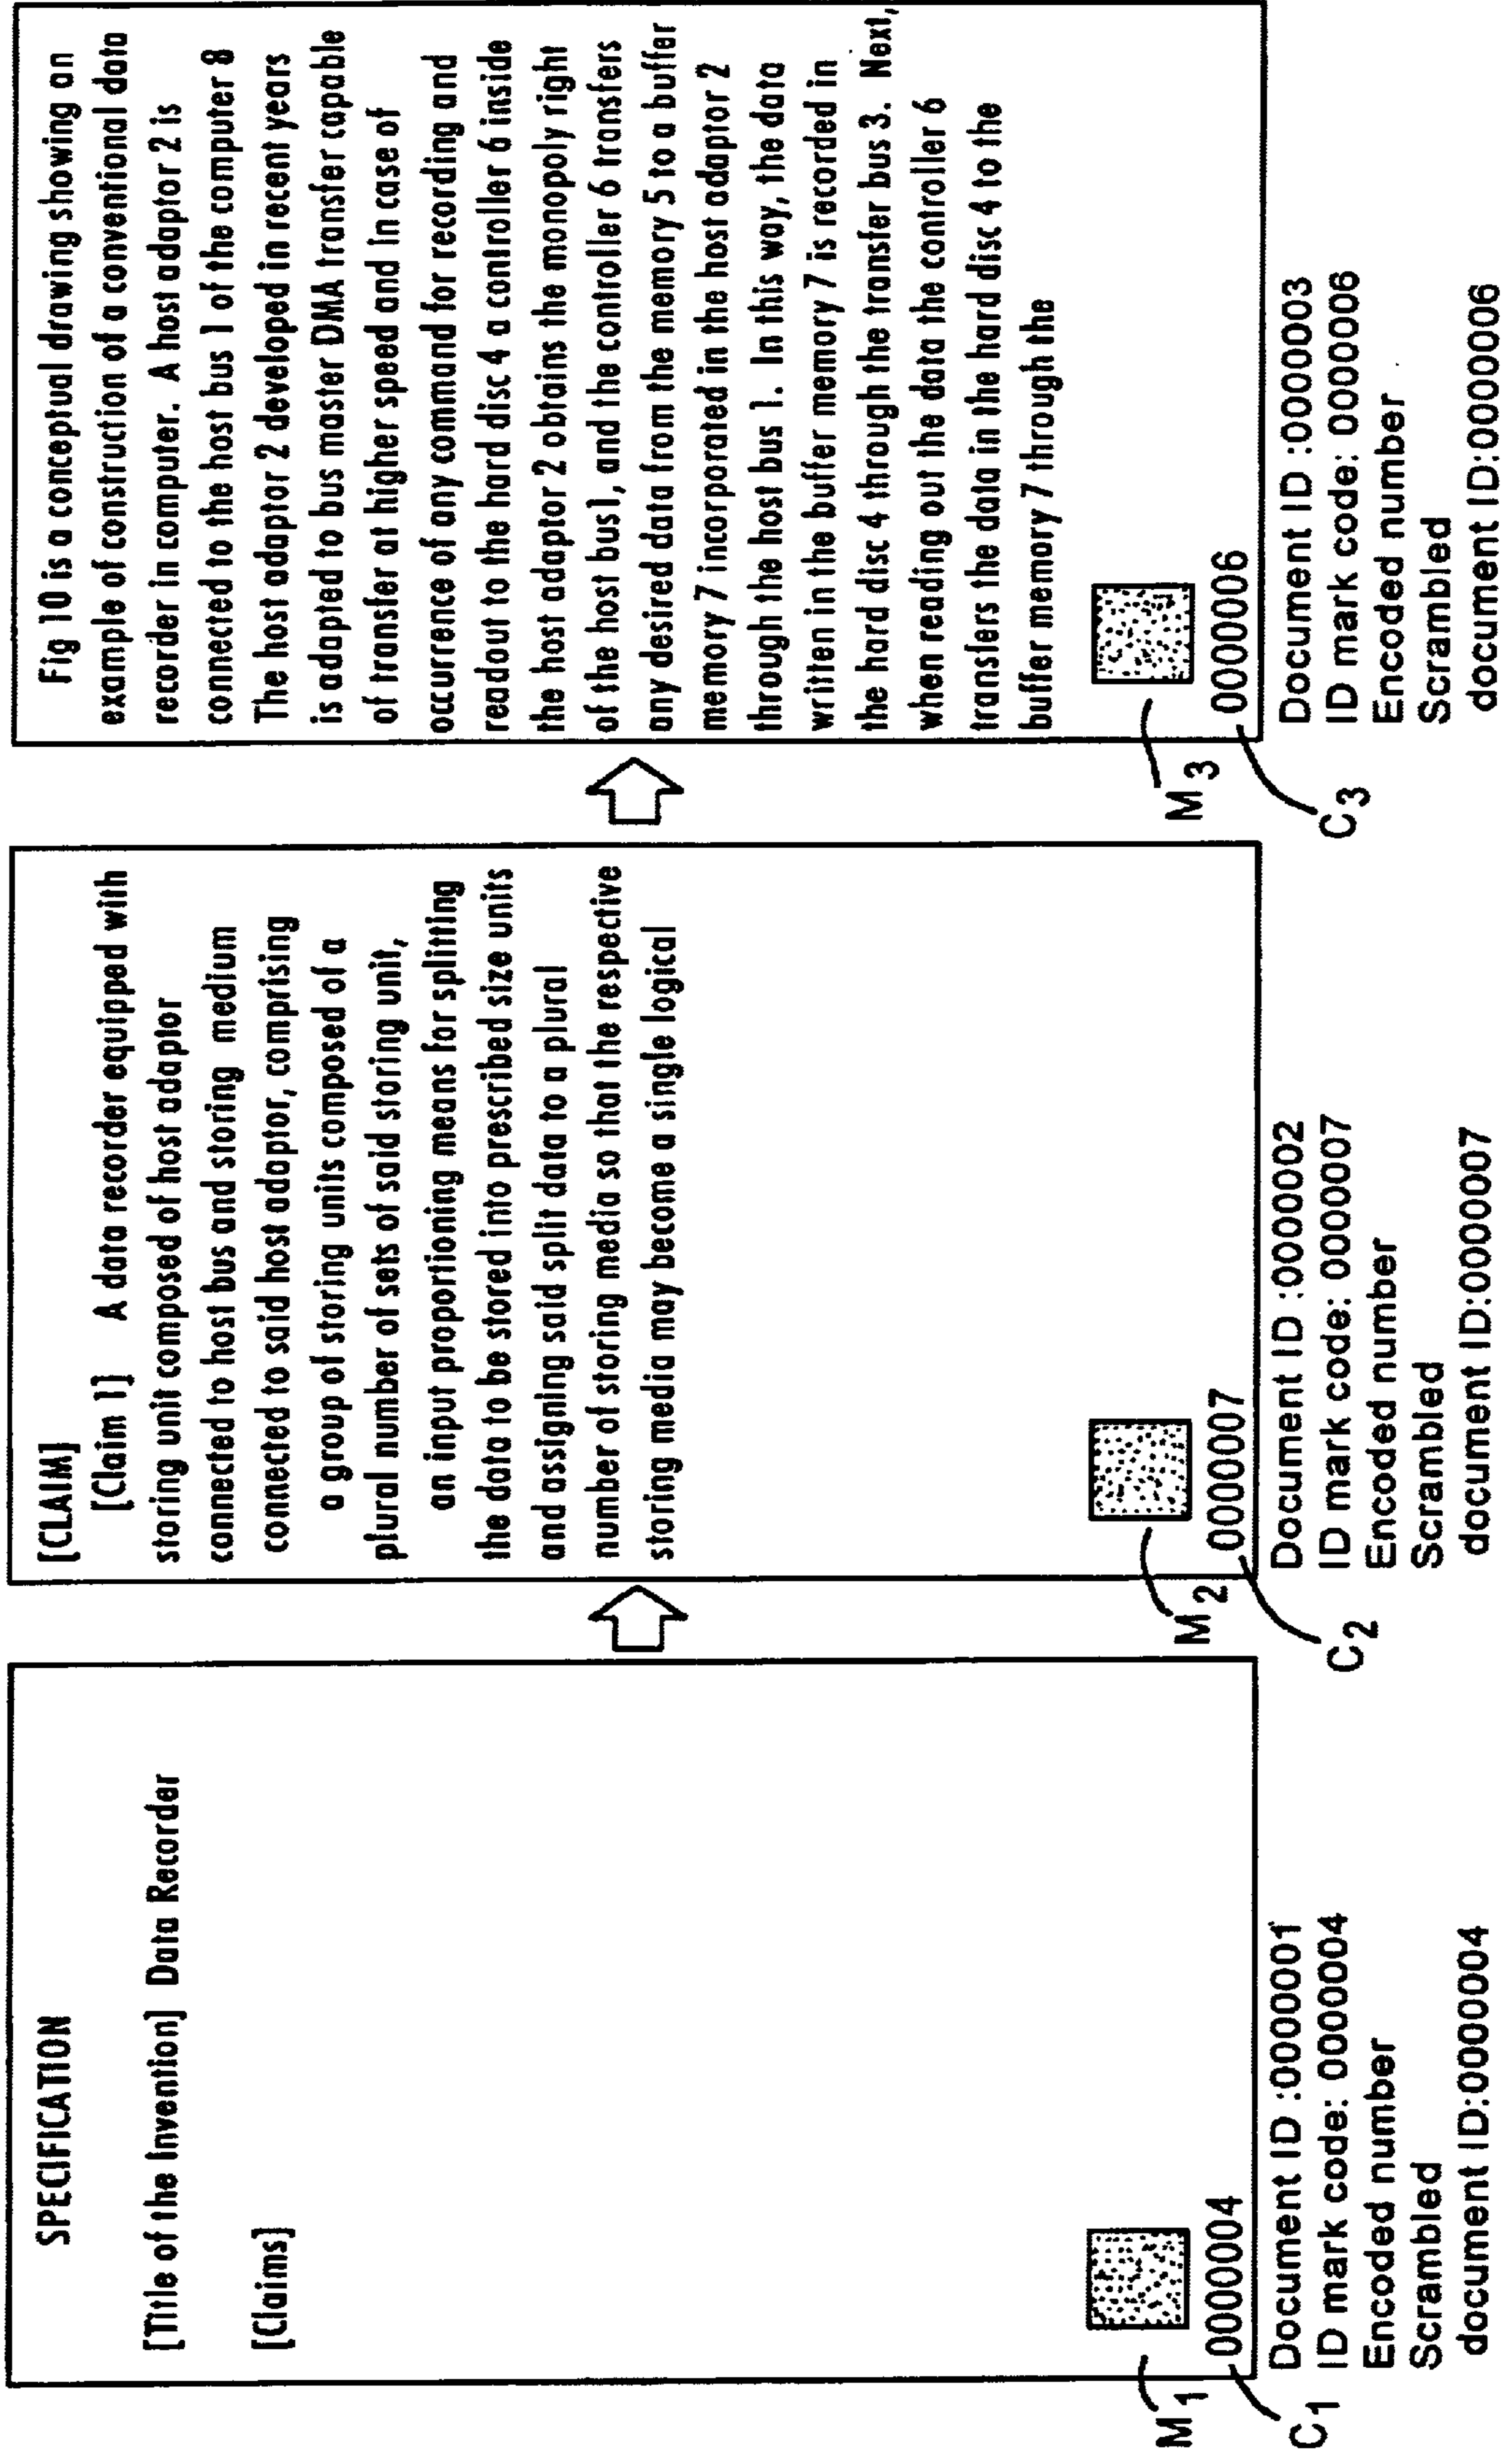 SPECIFICATION
[Title of the Invention] Data Recorder
[Claims]
M1
C1
0000004
Document ID :0000001
ID mark code: 0000004
Encoded number
Scrambled
document ID:0000004
[CLAIM]
[Claim 1] A data recorder equipped with
storing unit composed of host adaptor
connected to host bus and storing medium
connected to said host adaptor, comprising
a group of storing units composed of a
plural number of sets of said storing unit,
an input proportioning means for splitting
the data to be stored into prescribed size units
and assigning said split data to a plural
number of storing media so that the respective
storing media may become a single logical
M2
C2
0000007
Document ID :0000002
ID mark code: 0000007
Encoded number
Scrambled
document ID:0000007
Fig 10 is a conceptual drawing showing an
example of construction of a conventional data
recorder in computer. A host adaptor 2 is
connected to the host bus 1 of the computer 8
The host adaptor 2 developed in recent years
is adapted to bus master DMA transfer capable
of transfer at higher speed and in case of
occurrence of any command for recording and
readout to the hard disc 4 a controller 6 inside
the host adaptor 2 obtains the monopoly right
of the host bus1, and the controller 6 transfers
any desired data from the memory 5 to a buffer
memory 7 incorporated in the host adaptor 2
through the host bus 1. In this way, the data
written in the buffer memory 7 is recorded in
the hard disc 4 through the transfer bus 3. Next,
when reading out the data the controller 6
translers the data in the hard disc 4 to the
buffer memory 7 through the
M3
C3
0000006
Document ID :0000003
ID mark code: 0000006
Encoded number
Scrambled
document ID:0000006